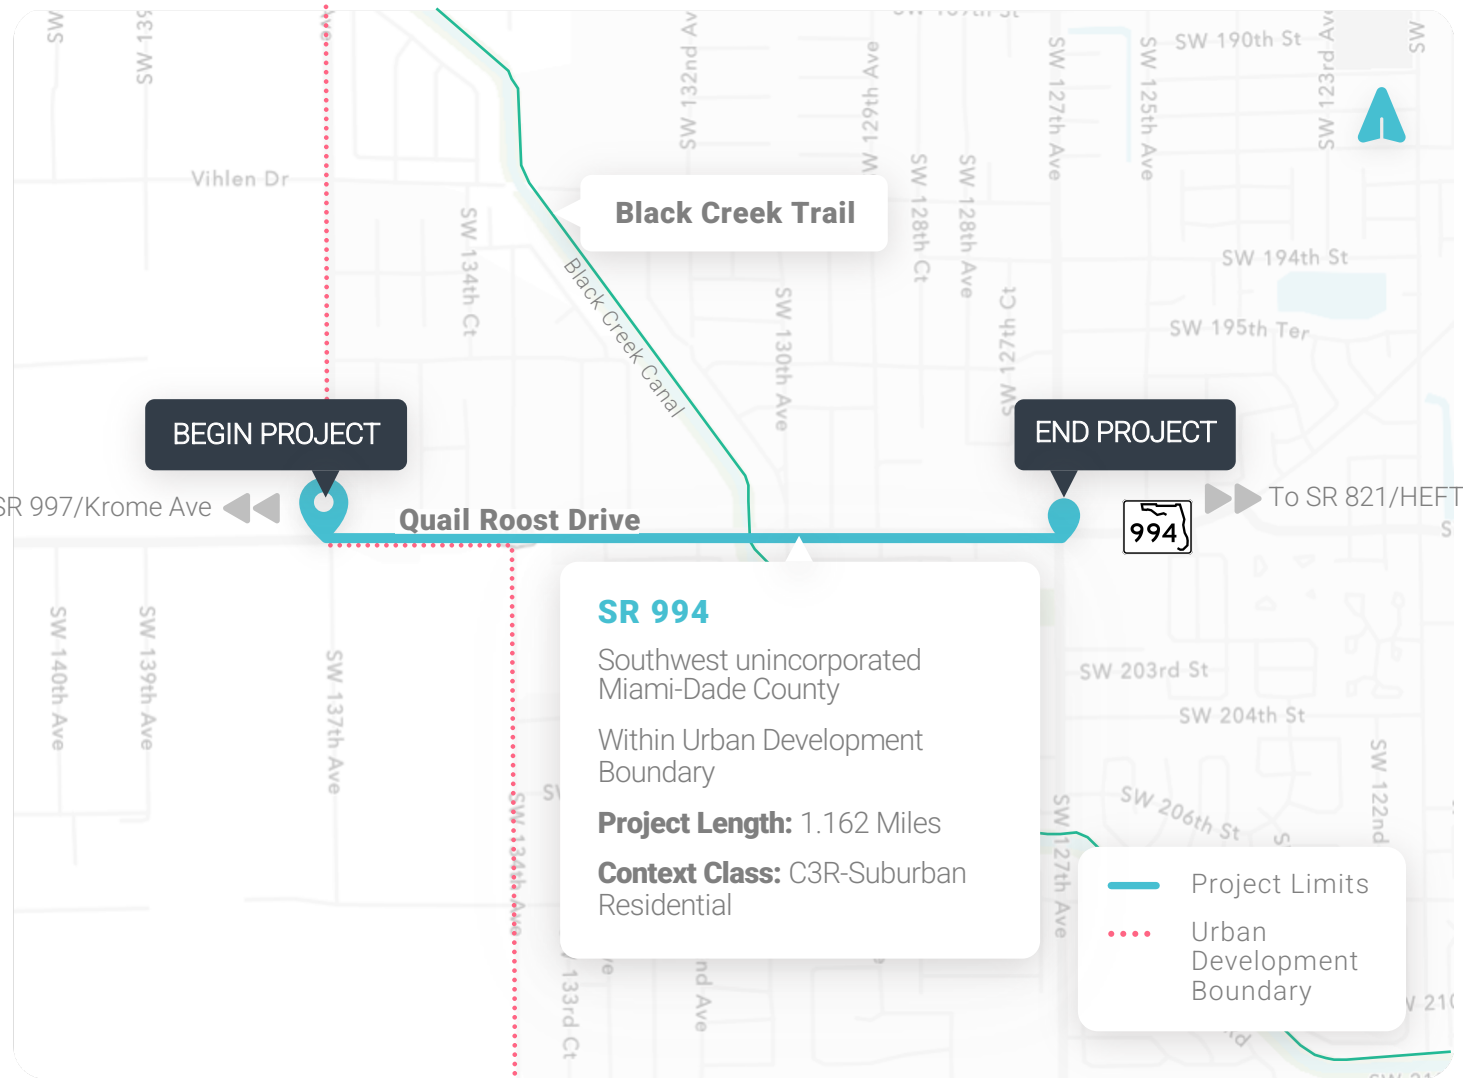 SW
SW 139
Ave
SW 132nd Av
W 129th Ave
SW 127th Ave
SW 125th Ave
SW 190th St
SW 123rd Av
SW
Vihlen Dr
Black Creek Trail
SW 134th Ct
SW 128th Ct
SW 128th Ave
SW 194th St
Black Creek Canal
SW 130th Ave
SW 127th Ct
SW 195th Ter
BEGIN PROJECT
END PROJECT
SR 997/Krome Ave
Quail Roost Drive
994
To SR 821/HEFT
S
SR 994
Southwest unincorporated
Miami-Dade County
Within Urban Development
Boundary
Project Length: 1.162 Miles
Context Class: C3R-Suburban
Residential
SW 140th Ave
SW 139th Ave
SW 137th Ave
SW 203rd St
SW 204th St
SW 122nd
SW 134th Ave
SW 127th Ave
SW 206th St
SW 133rd Ct
nd Ave
Project Limits
Urban
Development
Boundary